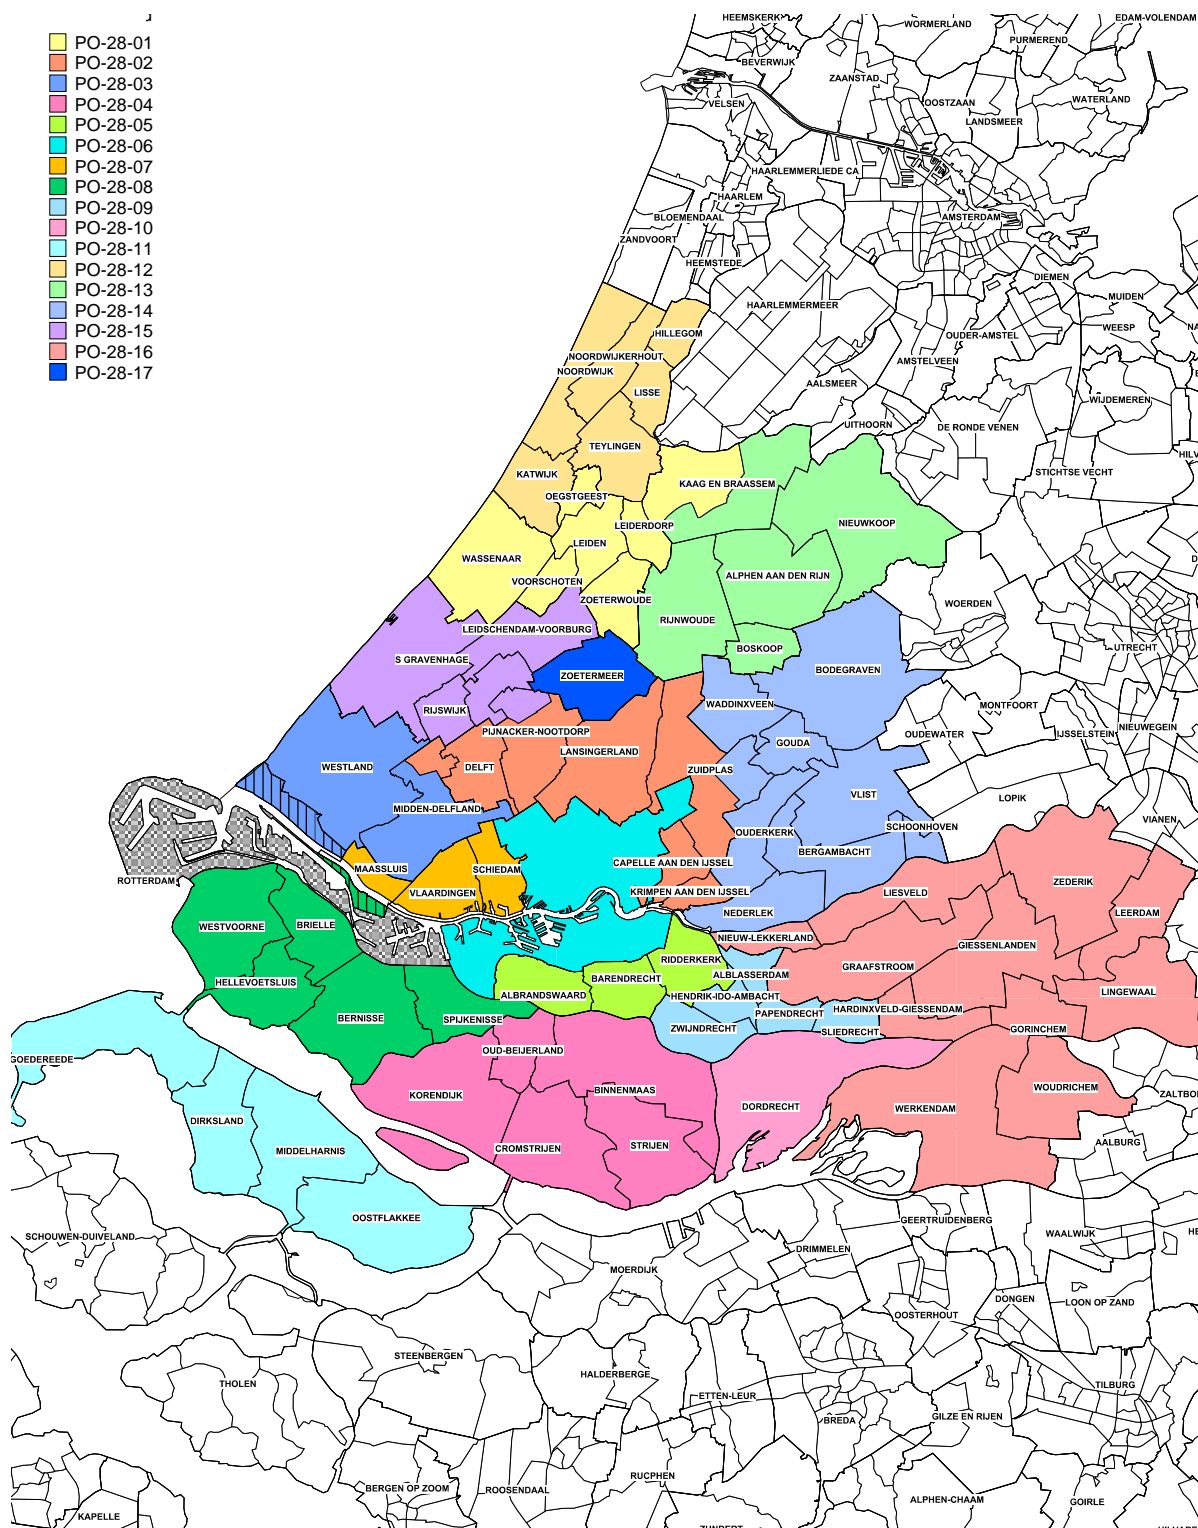 PO-28-01
PO-28-02
PO-28-03
PO-28-04
PO-28-05
PO-28-06
PO-28-07
PO-28-08
PO-28-09
PO-28-10
PO-28-11
PO-28-12
PO-28-13
PO-28-14
PO-28-15
PO-28-16
PO-28-17
HEEMSKERK
WORMERLAND
EDAM-VOLENDAM
PURMEREND
BEVERWIJK
ZAANSTAD
VELSEN
OOSTZAAN
WATERLAND
LANDSMEER
HAARLEMMERLIEDE CA
HAARLEM
BLOEMENDAAL
AMSTERDAM
ZANDVOORT
HEEMSTEDE
DIEMEN
MUIDEN
HAARLEMMERMEER
WEESP
NA
HILLEGOM
OUDER-AMSTEL
NOORDWIJKERHOUT
AMSTELVEEN
NOORDWIJK
AALSMEER
LISSE
WIJDEMEREN
UITHOORN
DE RONDE VENEN
TEYLINGEN
HILV
KATWIJK
STICHTSE VECHT
KAAG EN BRAASSEM
OEGSTGEEST
LEIDERDORP
NIEUWKOOP
LEIDEN
WASSENAAR
VOORSCHOTEN
ALPHEN AAN DEN RIJN
ZOETERWOUDE
WOERDEN
RIJNWOUDE
LEIDSCHENDAM-VOORBURG
BOSKOOP
UTRECHT
S GRAVENHAGE
BODEGRAVEN
ZOETERMEER
WADDINXVEEN
MONTFOORT
RIJSWIJK
NIEUWEGEIN
PIJNACKER-NOOTDORP
OUDEWATER
IJSSELSTEIN
GOUDA
LANSINGERLAND
WESTLAND
DELFT
ZUIDPLAS
VLIST
LOPIK
MIDDEN-DELFLAND
VIANEN
OUDERKERK
SCHOONHOVEN
BERGAMBACHT
CAPELLE AAN DEN IJSSEL
MAASSLUIS
SCHIEDAM
ROTTERDAM
ZEDERIK
VLAARDINGEN
KRIMPEN AAN DEN IJSSEL
LIESVELD
NEDERLEK
LEERDAM
WESTVOORNE
BRIELLE
NIEUW-LEKKERLAND
GIESSENLANDEN
RIDDERKERK
GRAAFSTROOM
ALBLASSERDAM
HELLEVOETSLUIS
BARENDRECHT
LINGEWAAL
ALBRANDSWAARD
HENDRIK-IDO-AMBACHT
PAPENDRECHT
HARDINXVELD-GIESSENDAM
BERNISSE
SPIJKENISSE
ZWIJNDRECHT
SLIEDRECHT
GORINCHEM
OUD-BEIJERLAND
GOEDEREEDE
WOUDRICHEM
BINNENMAAS
ZALTBO
KORENDIJK
DORDRECHT
WERKENDAM
DIRKSLAND
AALBURG
STRIJEN
CROMSTRIJEN
MIDDELHARNIS
OOSTFLAKKEE
GEERTRUIDENBERG
SCHOUWEN-DUIVELAND
WAALWIJK
HE
DRIMMELEN
MOERDIJK
DONGEN
LOON OP ZAND
OOSTERHOUT
STEENBERGEN
HALDERBERGE
THOLEN
TILBURG
ETTEN-LEUR
BREDA
GILZE EN RIJEN
RUCPHEN
BERGEN OP ZOOM
ROOSENDAAL
ALPHEN-CHAAM
GOIRLE
KAPELLE